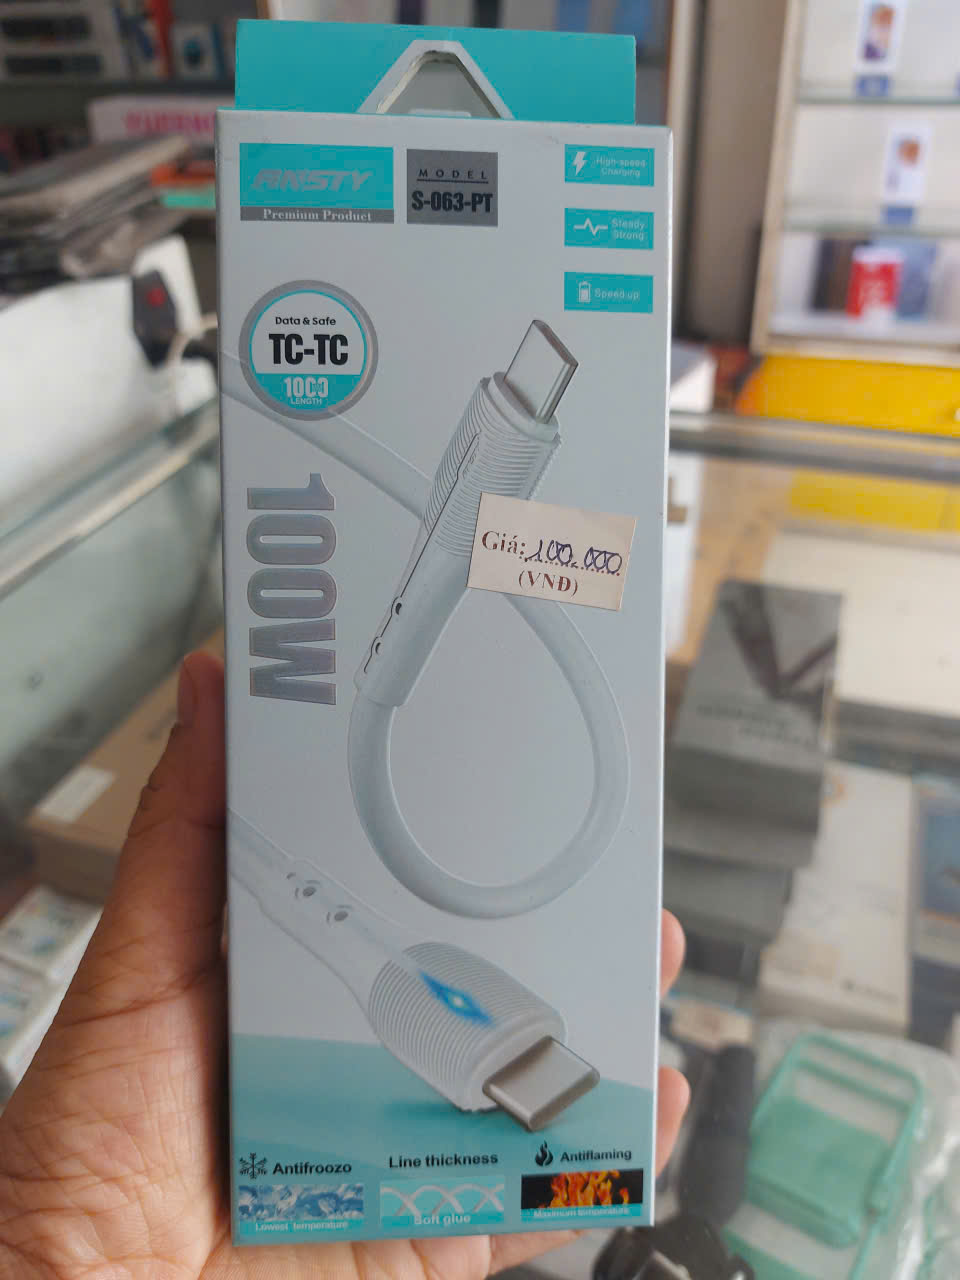 ANSTY
Premium Product
MODEL
S-063-PT
High-speed
Charging
Steady
Strong
Speed up
Data & Safe
TC-TC
1000
LENGTH
100W
Giá: 100.000
(VNĐ)
Antifroozo
Lowest temperature
Line thickness
Soft glue
Antiflaming
Maximum temperature